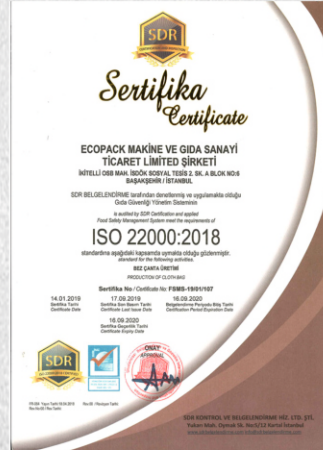 SDR
Sertifika
Certificate
ECOPACK MAKİNE VE GIDA SANAYİ
TİCARET LİMİTED ŞİRKETİ
İKİTELLİ OSB MAH. İSDÖK SOSYAL TESİS 2. SK. A BLOK NO:6
BAŞAKŞEHİR / İSTANBUL
SDR BELGELENDİRME tarafından denetlenmiş ve uygulamakta olduğu
Gıda Güvenliği Yönetim Sisteminin
is audited by SDR Certification and applied
Food Safety Management System meet the requirements of
ISO 22000:2018
standardına aşağıdaki kapsamda uymakta olduğu gözlenmiştir.
standard for the following activities.
BEZ ÇANTA ÜRETİMİ
PRODUCTION OF CLOTH BAG
Sertifika No / Certificate No: FSMS-19/01/107
14.01.2019 17.09.2019 16.09.2020
Sertifika Tarihi Sertifika Son Basım Tarihi Belgelendirme Periyodu Bitiş Tarihi
Certificate Date Certificate Last Issue Date Certification Period Expiration Date
16.09.2020
Sertifika Geçerlilik Tarihi
Certificate Expiry Date
ONAY
APPROVAL
SDR
SDR KONTROL VE BELGELENDİRME HİZ. LTD. ŞTİ.
Yakacık Mah.
Kartal İstanbul